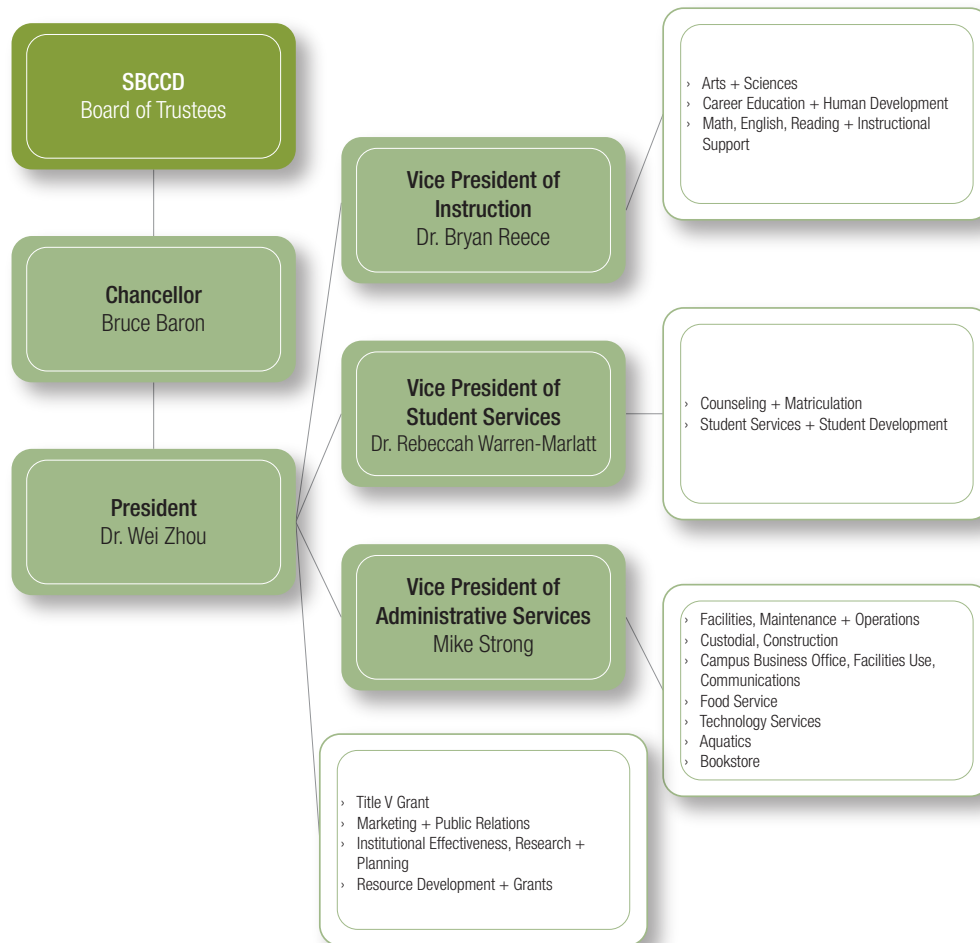 SBCCD
Board of Trustees
Chancellor
Bruce Baron
President
Dr. Wei Zhou
Vice President of
Instruction
Dr. Bryan Reece
Vice President of
Student Services
Dr. Rebeccah Warren-Marlatt
Vice President of
Administrative Services
Mike Strong
› Title V Grant
› Marketing + Public Relations
› Institutional Effectiveness, Research +
Planning
› Resource Development + Grants
› Arts + Sciences
› Career Education + Human Development
› Math, English, Reading + Instructional
Support
› Counseling + Matriculation
› Student Services + Student Development
› Facilities, Maintenance + Operations
› Custodial, Construction
› Campus Business Office, Facilities Use,
Communications
› Food Service
› Technology Services
› Aquatics
› Bookstore